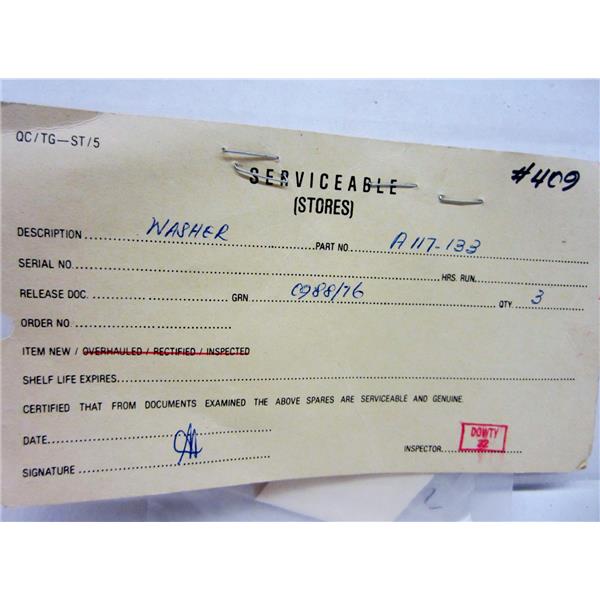 QC/TG—ST/5
#409
SERVICEABLE
(STORES)
DESCRIPTION WASHER PART NO. A117-133
SERIAL NO. HRS. RUN.
RELEASE DOC. GRN. 0988/76 QTY. 3
ORDER NO.
ITEM NEW / OVERHAULED / RECTIFIED / INSPECTED
SHELF LIFE EXPIRES
CERTIFIED THAT FROM DOCUMENTS EXAMINED THE ABOVE SPARES ARE SERVICEABLE AND GENUINE.
DATE
INSPECTOR DOWTY
22
SIGNATURE